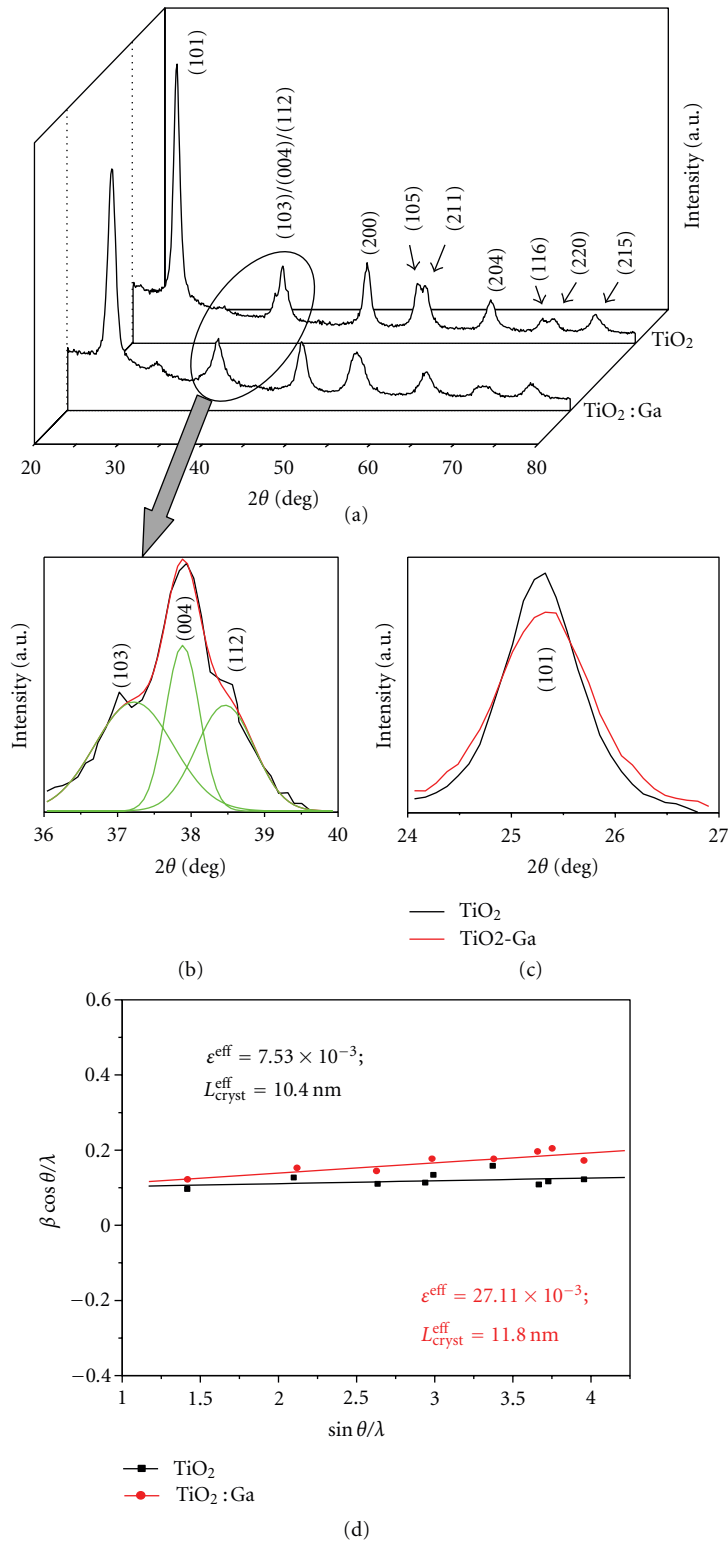 (101)
(103)/(004)/(112)
(200)
(105)
(211)
(204)
(116)
(220)
(215)
Intensity (a.u.)
TiO₂
TiO₂ : Ga
20 30 40 50 60 70 80
2θ (deg)
(a)
Intensity (a.u.)
(103)
(004)
(112)
36 37 38 39 40
2θ (deg)
(b)
Intensity (a.u.)
(101)
24 25 26 27
2θ (deg)
TiO₂
TiO2-Ga
(c)
0.6
0.4
0.2
0
−0.2
−0.4
β cos θ/λ
ε^eff = 7.53 × 10⁻³;
L^eff_cryst = 10.4 nm
ε^eff = 27.11 × 10⁻³;
L^eff_cryst = 11.8 nm
1 1.5 2 2.5 3 3.5 4
sin θ/λ
TiO₂
TiO₂ : Ga
(d)